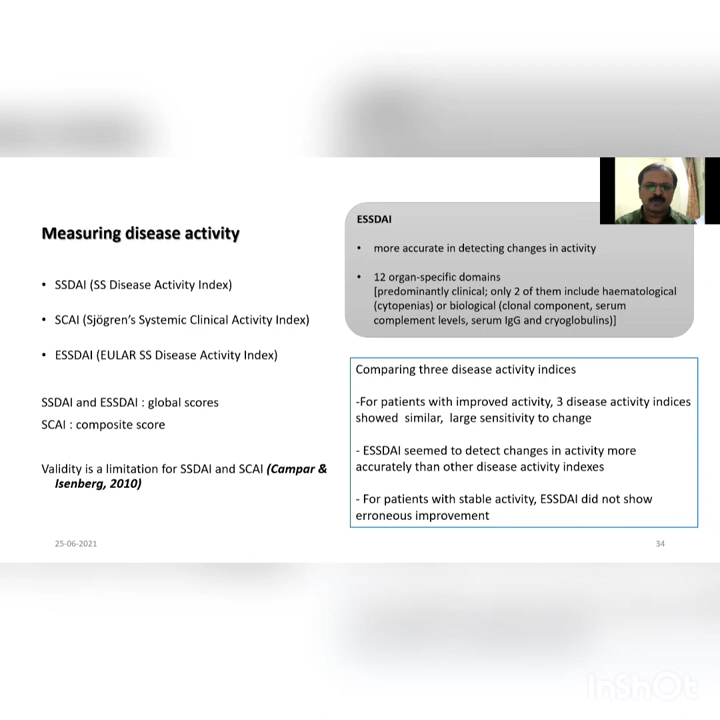 Measuring disease activity
• SSDAI (SS Disease Activity Index)
• SCAI (Sjögren's Systemic Clinical Activity Index)
• ESSDAI (EULAR SS Disease Activity Index)
SSDAI and ESSDAI : global scores
SCAI : composite score
Validity is a limitation for SSDAI and SCAI (Campar &
Isenberg, 2010)
ESSDAI
• more accurate in detecting changes in activity
• 12 organ-specific domains
[predominantly clinical; only 2 of them include haematological
(cytopenias) or biological (clonal component, serum
complement levels, serum IgG and cryoglobulins)]
Comparing three disease activity indices
-For patients with improved activity, 3 disease activity indices
showed similar, large sensitivity to change
- ESSDAI seemed to detect changes in activity more
accurately than other disease activity indexes
- For patients with stable activity, ESSDAI did not show
erroneous improvement
25-06-2021
34
InShOt